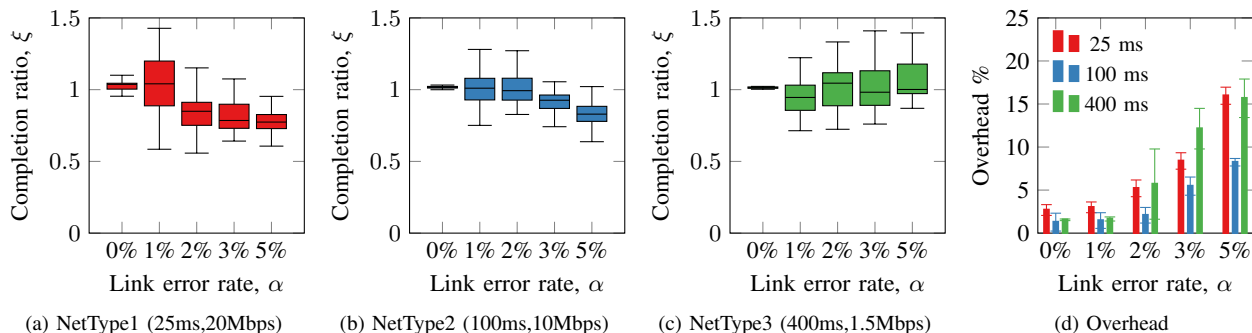 Completion ratio, ξ
1.5
1
0.5
0
0% 1% 2% 3% 5%
Link error rate, α
(a) NetType1 (25ms,20Mbps)
Completion ratio, ξ
1.5
1
0.5
0
0% 1% 2% 3% 5%
Link error rate, α
(b) NetType2 (100ms,10Mbps)
Completion ratio, ξ
1.5
1
0.5
0
0% 1% 2% 3% 5%
Link error rate, α
(c) NetType3 (400ms,1.5Mbps)
Overhead %
25
20
15
10
5
0
25 ms
100 ms
400 ms
0% 1% 2% 3% 5%
Link error rate, α
(d) Overhead